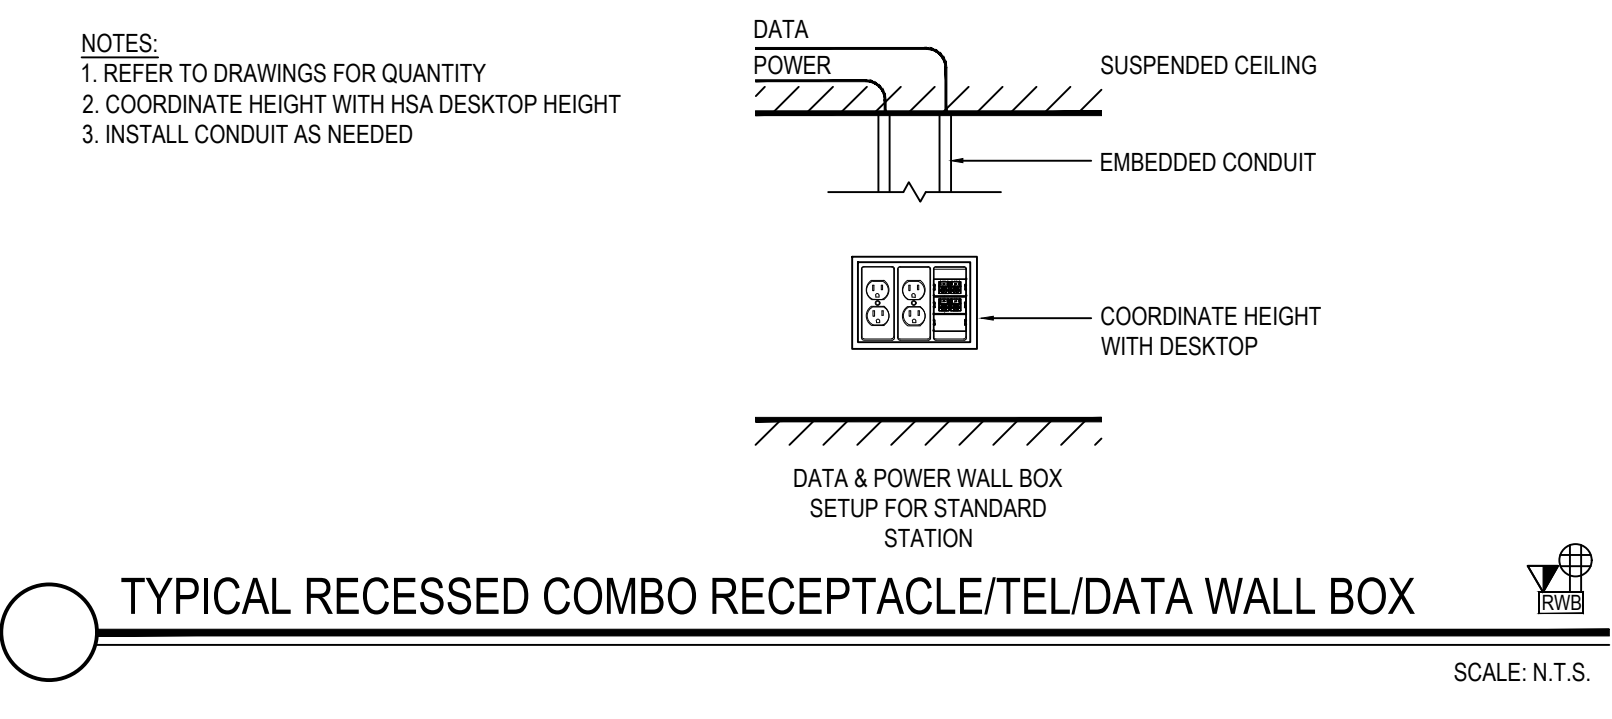 NOTES:
1. REFER TO DRAWINGS FOR QUANTITY
2. COORDINATE HEIGHT WITH HSA DESKTOP HEIGHT
3. INSTALL CONDUIT AS NEEDED
DATA
POWER
SUSPENDED CEILING
EMBEDDED CONDUIT
COORDINATE HEIGHT
WITH DESKTOP
DATA & POWER WALL BOX
SETUP FOR STANDARD
STATION
TYPICAL RECESSED COMBO RECEPTACLE/TEL/DATA WALL BOX
RWB
SCALE: N.T.S.